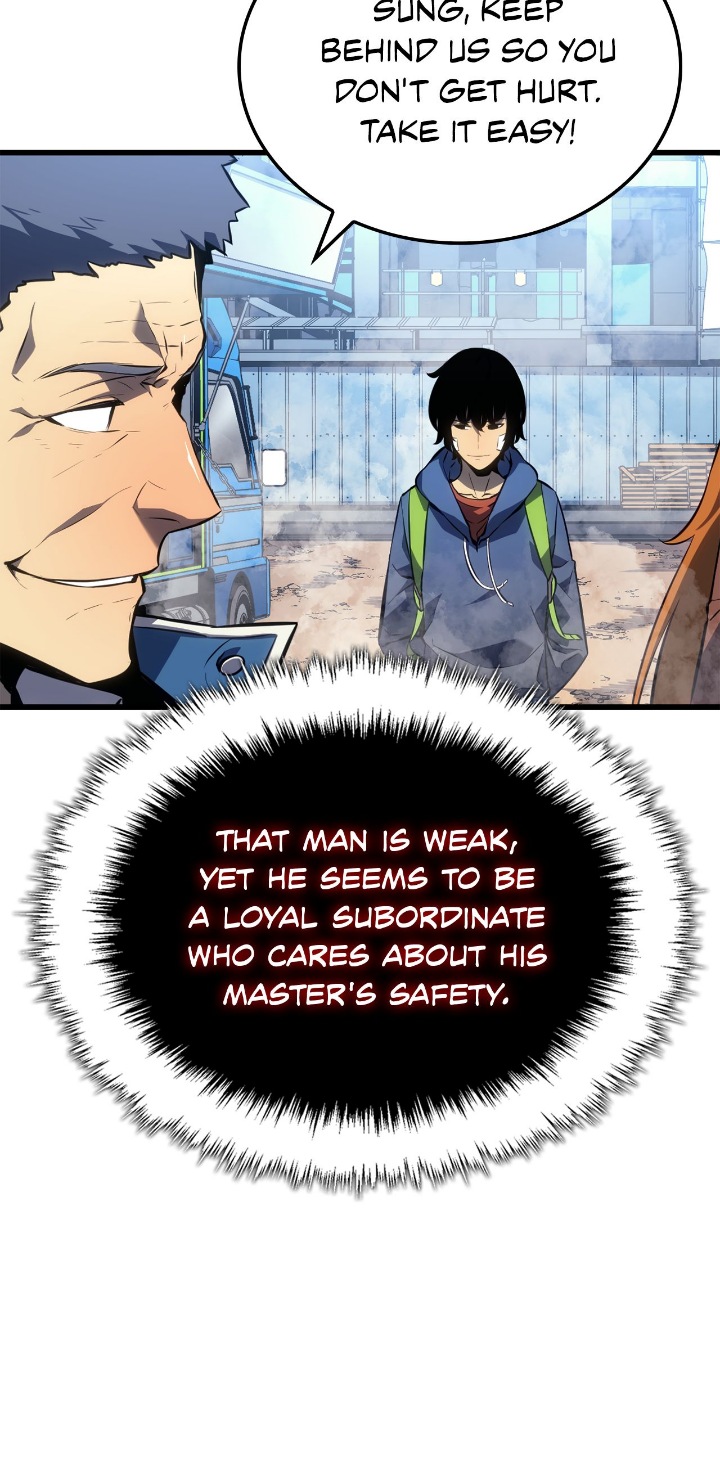 SUNG, KEEP
BEHIND US SO YOU
DON'T GET HURT.
TAKE IT EASY!
THAT MAN IS WEAK,
YET HE SEEMS TO BE
A LOYAL SUBORDINATE
WHO CARES ABOUT HIS
MASTER'S SAFETY.